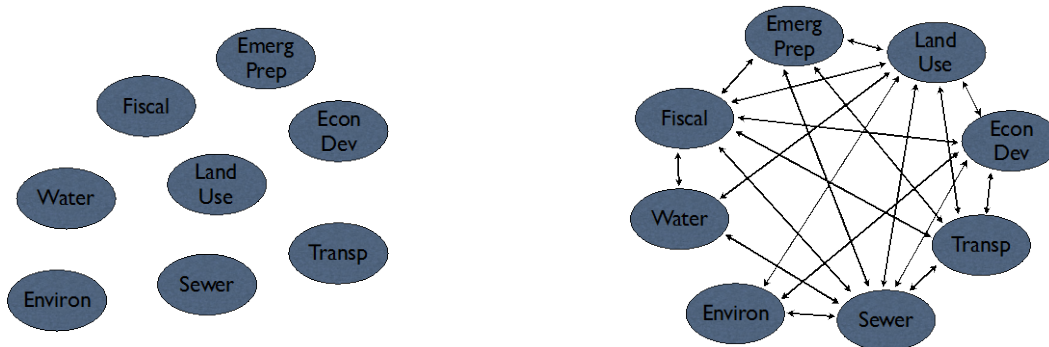 Emerg
Prep
Fiscal
Econ
Dev
Land
Use
Water
Transp
Sewer
Environ
Emerg
Prep
Land
Use
Fiscal
Econ
Dev
Water
Transp
Environ
Sewer